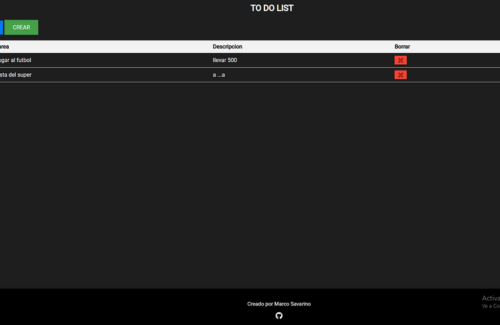 TO DO LIST
CREAR
area Descripcion Borrar
gar al futbol llevar 500
sta del super a ...a
Creado por Marco Savarino
Activa
Ve a Co